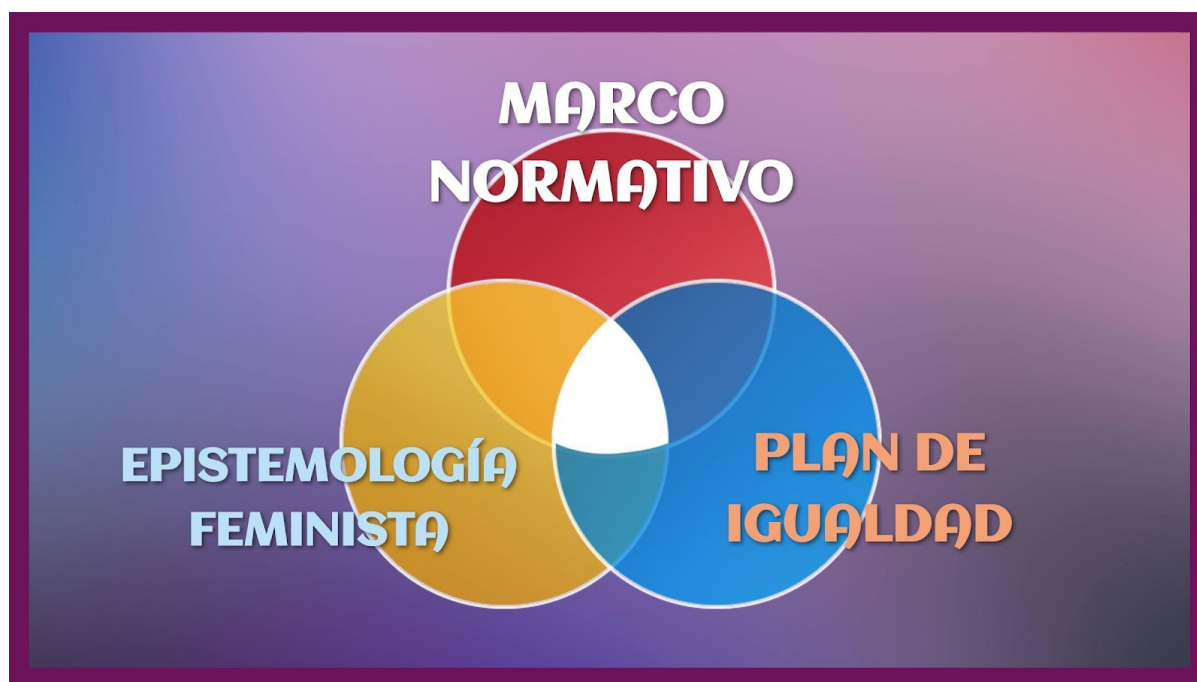 MARCO
NORMATIVO
EPISTEMOLOGÍA
FEMINISTA
PLAN DE
IGUALDAD